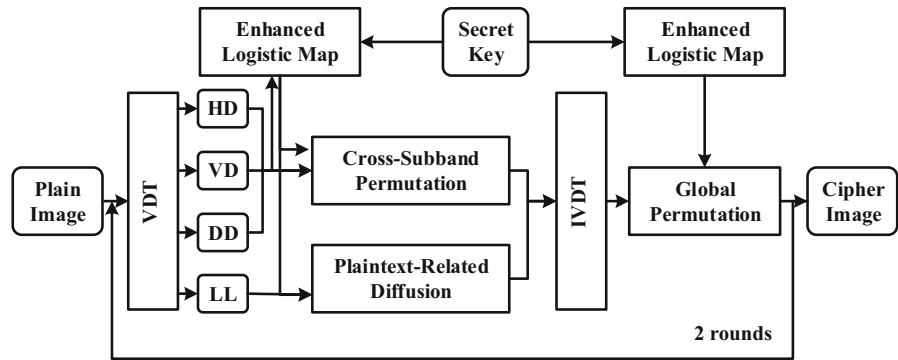 Enhanced
Logistic Map
Secret
Key
Enhanced
Logistic Map
Plain
Image
VDT
HD
VD
DD
LL
Cross-Subband
Permutation
Plaintext-Related
Diffusion
IVDT
Global
Permutation
Cipher
Image
2 rounds